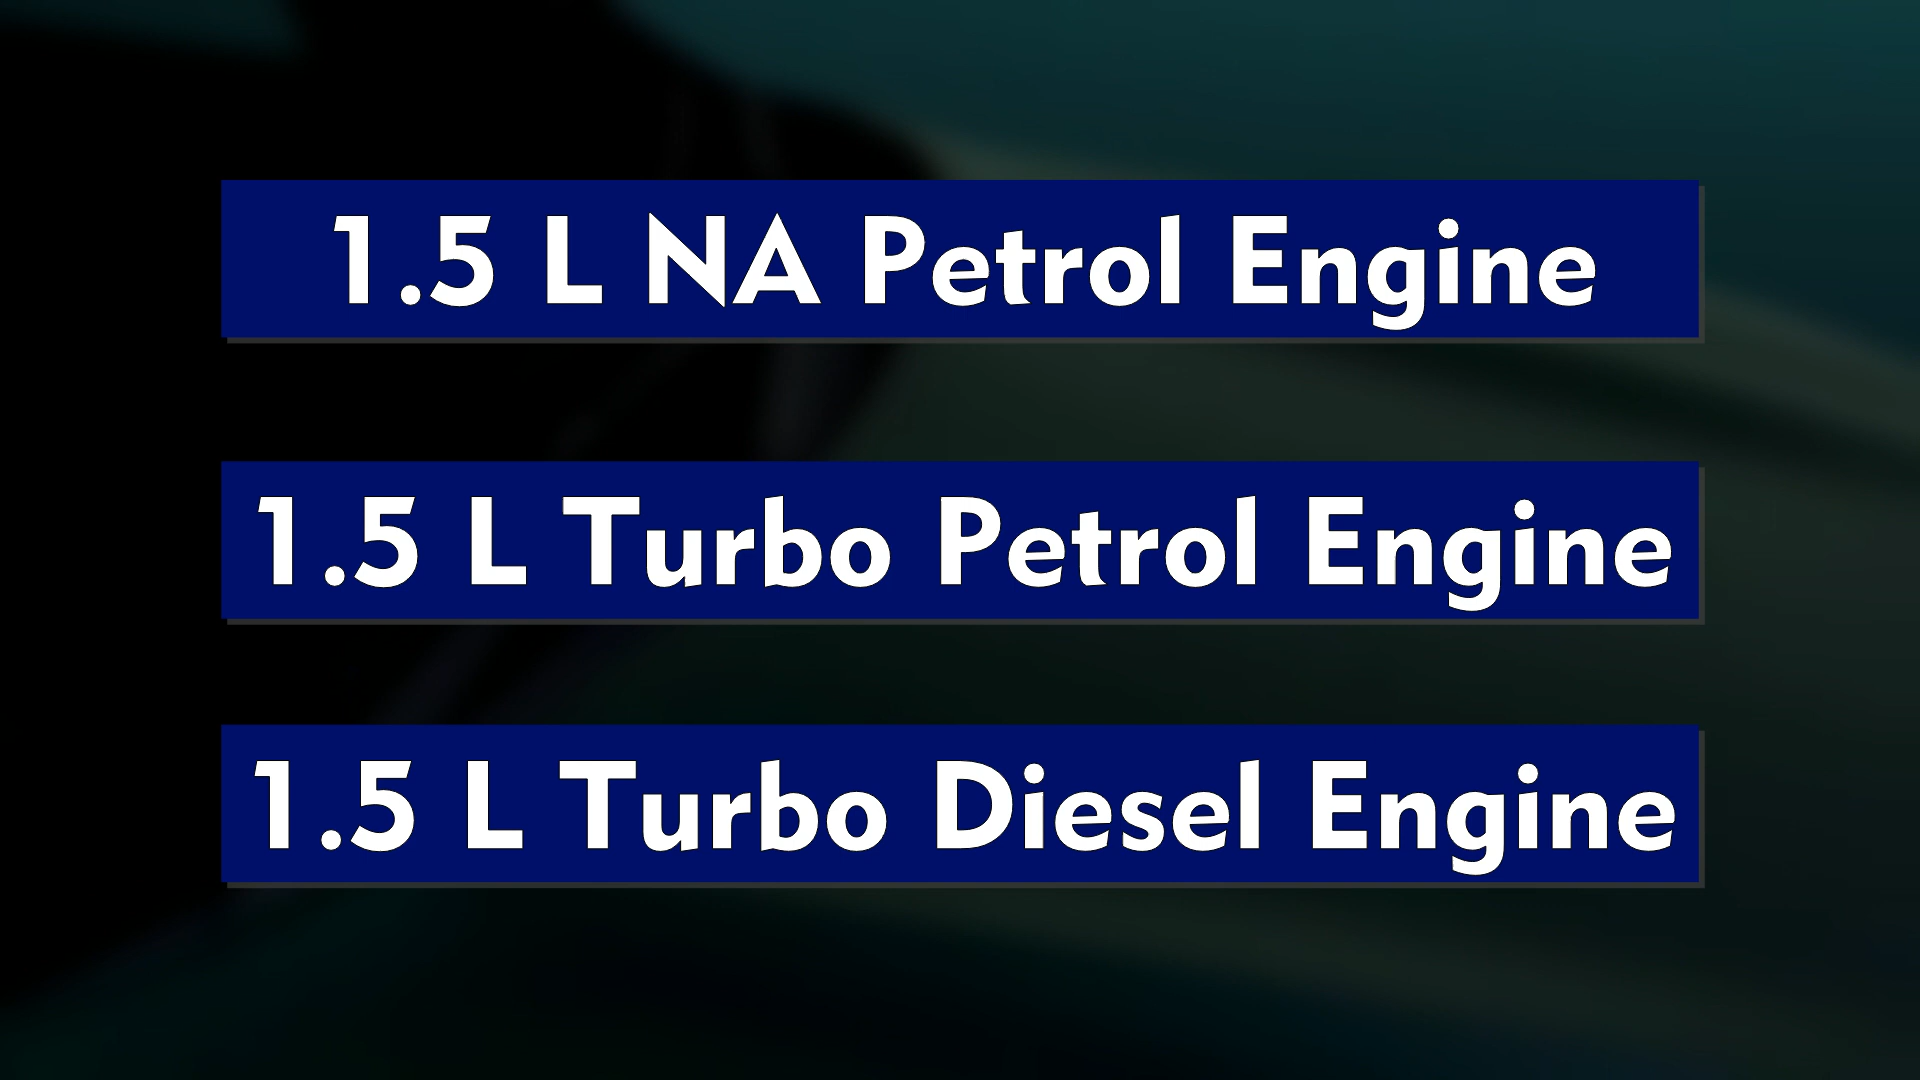 1.5 L NA Petrol Engine
1.5 L Turbo Petrol Engine
1.5 L Turbo Diesel Engine